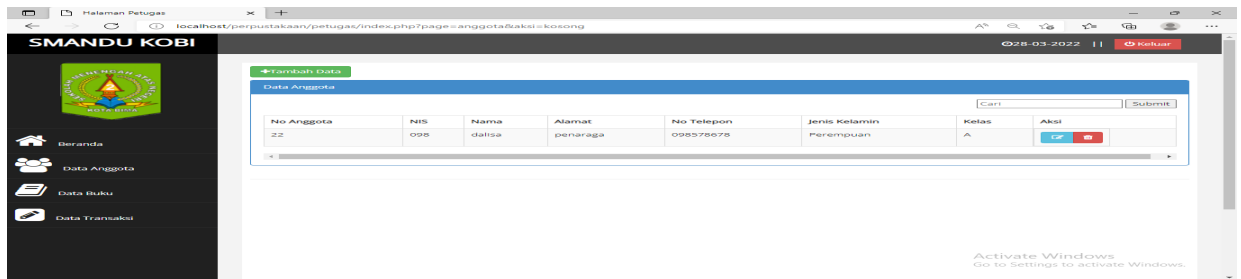 Halaman Petugas
localhost/perpustakaan/petugas/index.php?page=anggota&aksi=kosong
SMANDU KOBI
28-03-2022 || Keluar
KOTA BIMA
Beranda
Data Anggota
Data Buku
Data Transaksi
+Tambah Data
Data Anggota
Cari Submit
No Anggota NIS Nama Alamat No Telepon Jenis Kelamin Kelas Aksi
22 098 dalisa penaraga 098578678 Perempuan A
Activate Windows
Go to Settings to activate Windows.